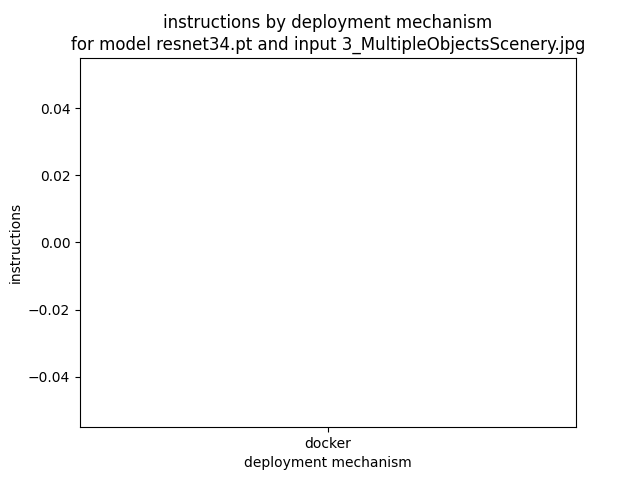 instructions by deployment mechanism
for model resnet34.pt and input 3_MultipleObjectsScenery.jpg
0.04
0.02
0.00
−0.02
−0.04
instructions
docker
deployment mechanism